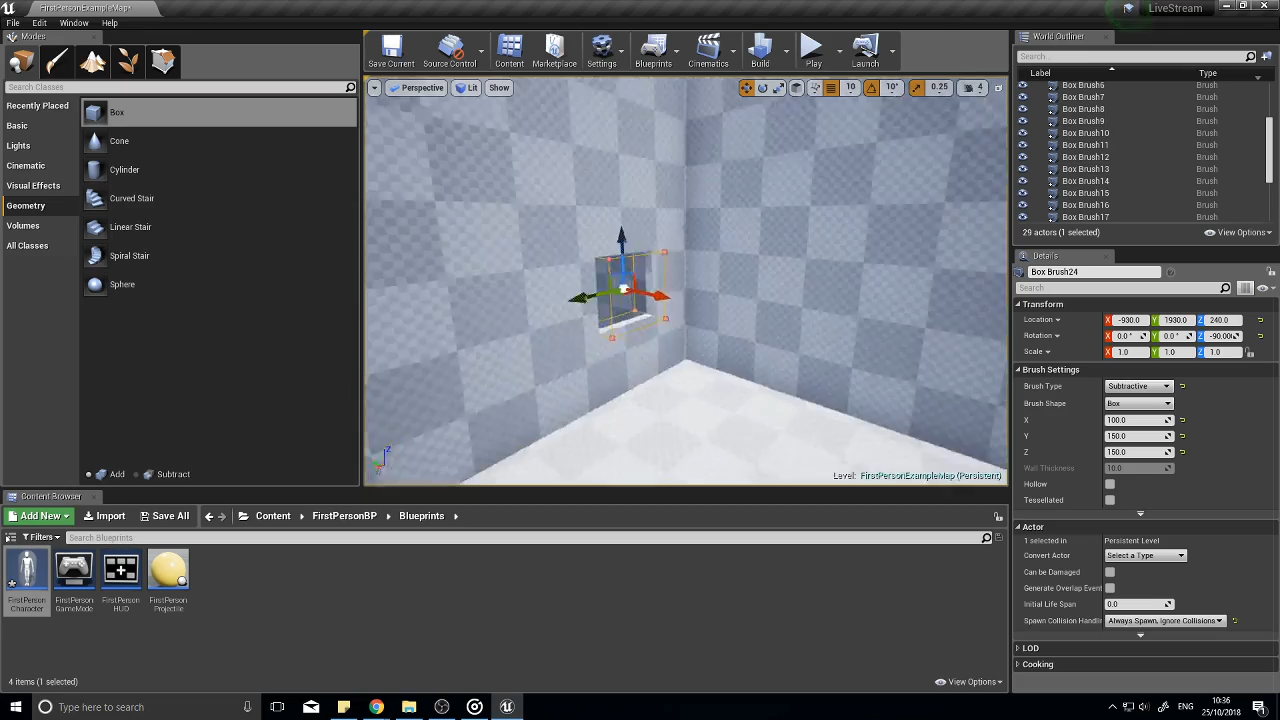 FirstPersonExampleMap*
LiveStream
File Edit Window Help
Modes
Search Classes
Recently Placed
Basic
Lights
Cinematic
Visual Effects
Geometry
Volumes
All Classes
Box
Cone
Cylinder
Curved Stair
Linear Stair
Spiral Stair
Sphere
Add Subtract
Save Current Source Control Content Marketplace Settings Blueprints Cinematics Build Play Launch
Perspective Lit Show
10 10° 0.25 4
Level: FirstPersonExampleMap (Persistent)
World Outliner
Search...
Label Type
Box Brush6 Brush
Box Brush7 Brush
Box Brush8 Brush
Box Brush9 Brush
Box Brush10 Brush
Box Brush11 Brush
Box Brush12 Brush
Box Brush13 Brush
Box Brush14 Brush
Box Brush15 Brush
Box Brush16 Brush
Box Brush17 Brush
29 actors (1 selected) View Options
Details
Box Brush24
Search
Transform
Location X -930.0 Y 1930.0 Z 240.0
Rotation X 0.0 ° Y 0.0 ° Z -90.00
Scale X 1.0 Y 1.0 Z 1.0
Brush Settings
Brush Type Subtractive
Brush Shape Box
X 100.0
Y 150.0
Z 150.0
Wall Thickness 10.0
Hollow
Tessellated
Actor
1 selected in Persistent Level
Convert Actor Select a Type
Can be Damaged
Generate Overlap Event
Initial Life Span 0.0
Spawn Collision Handlin Always Spawn, Ignore Collisions
LOD
Cooking
Content Browser
Add New Import Save All Content FirstPersonBP Blueprints
Filters Search Blueprints
FirstPerson Character
FirstPerson GameMode
FirstPerson HUD
FirstPerson Projectile
4 items (1 selected) View Options
Type here to search
10:36
25/10/2018